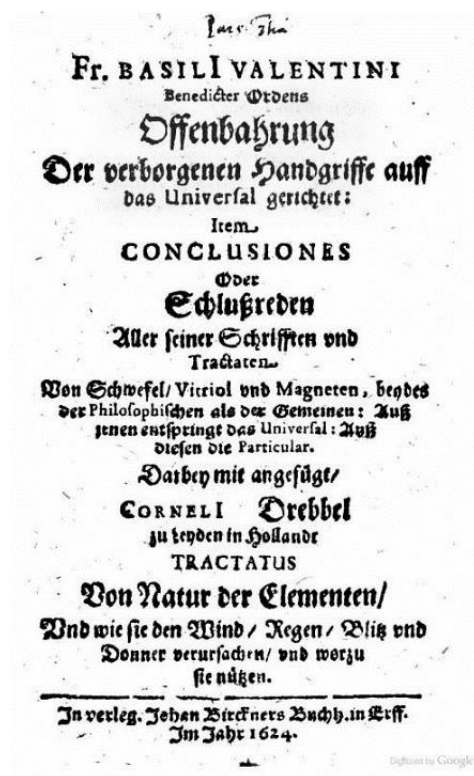 Fr. BASILI VALENTINI
Benedicter Ordens
Offenbahrung
Der verborgenen Handgriffe auff
das Universal gerichtet:
Item
CONCLUSIONES
Oder
Schlußreden
Aller seiner Schrifften vnd
Tractaten
Von Schwefel/ Vitriol vnd Magneten, beydes
der Philosophischen als der Gemeinen: Auß
jenen entspringt das Universal: Auß
diesen die Particular.
Darbey mit angefügt/
CORNELI Drebbel
zu Leyden in Hollandt
TRACTATUS
Von Natur der Elementen/
Vnd wie sie den Wind/ Regen/ Blitz vnd
Donner verursachen/ vnd worzu
sie nützen.
In verleg. Johan Birckners Buchh. in Erff.
Im Jahr 1624.
Digitized by Google